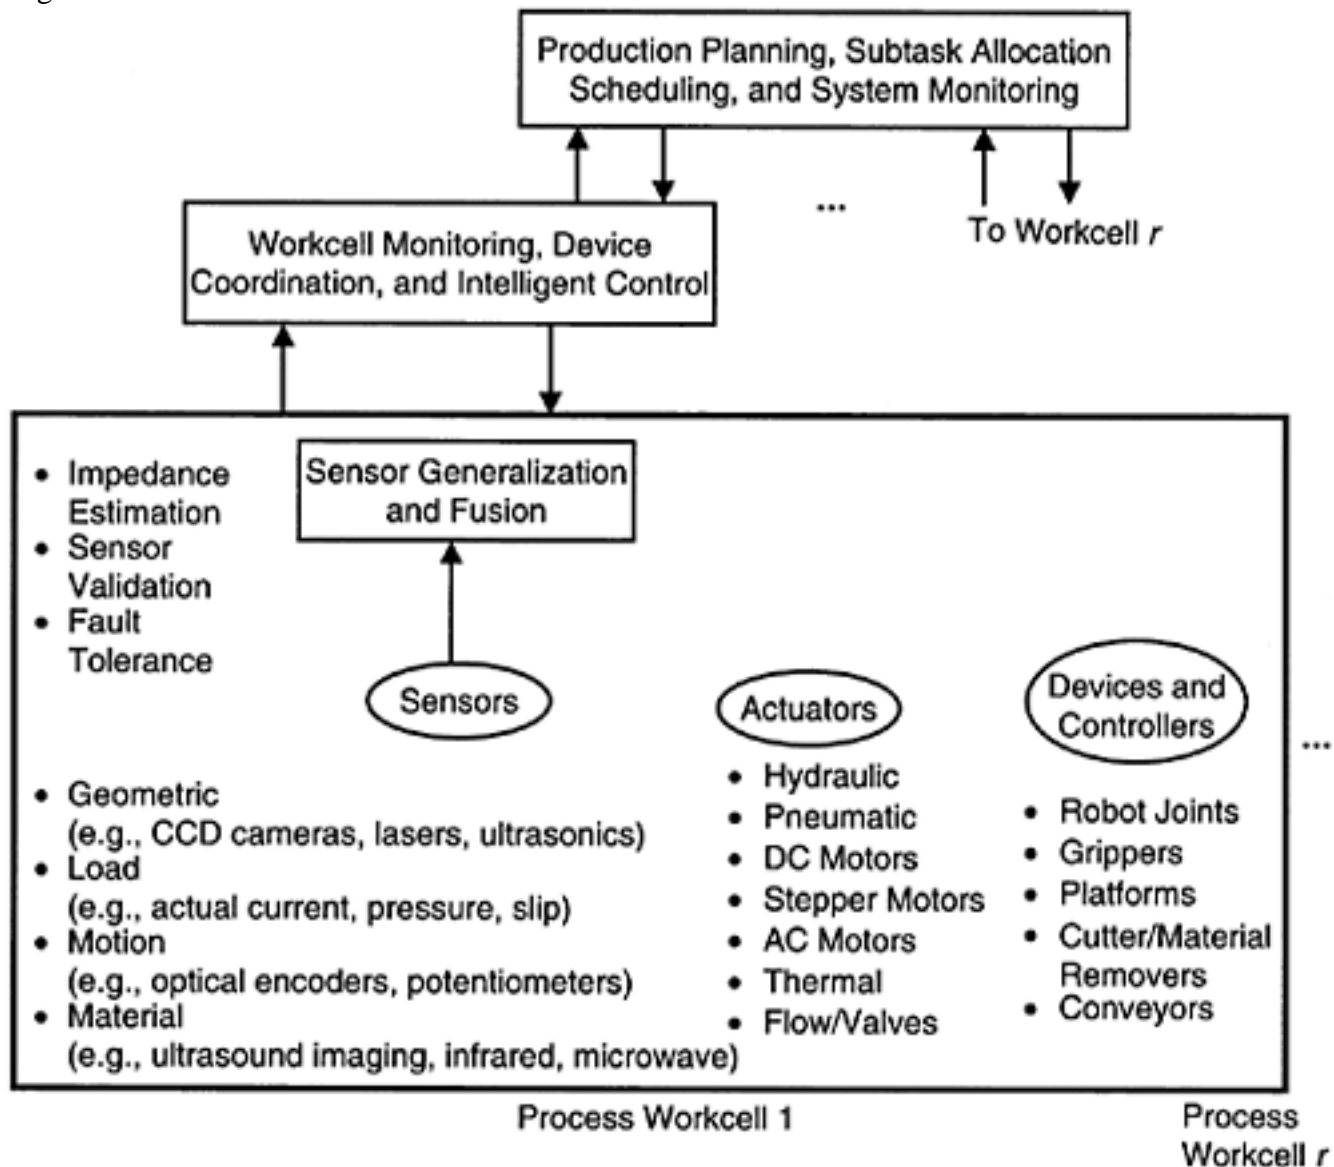 Production Planning, Subtask Allocation
Scheduling, and System Monitoring
...
To Workcell r
Workcell Monitoring, Device
Coordination, and Intelligent Control
• Impedance
Estimation
• Sensor
Validation
• Fault
Tolerance
Sensor Generalization
and Fusion
Sensors
Actuators
Devices and
Controllers
...
• Geometric
(e.g., CCD cameras, lasers, ultrasonics)
• Load
(e.g., actual current, pressure, slip)
• Motion
(e.g., optical encoders, potentiometers)
• Material
(e.g., ultrasound imaging, infrared, microwave)
• Hydraulic
• Pneumatic
• DC Motors
• Stepper Motors
• AC Motors
• Thermal
• Flow/Valves
• Robot Joints
• Grippers
• Platforms
• Cutter/Material
Removers
• Conveyors
Process Workcell 1
Process
Workcell r